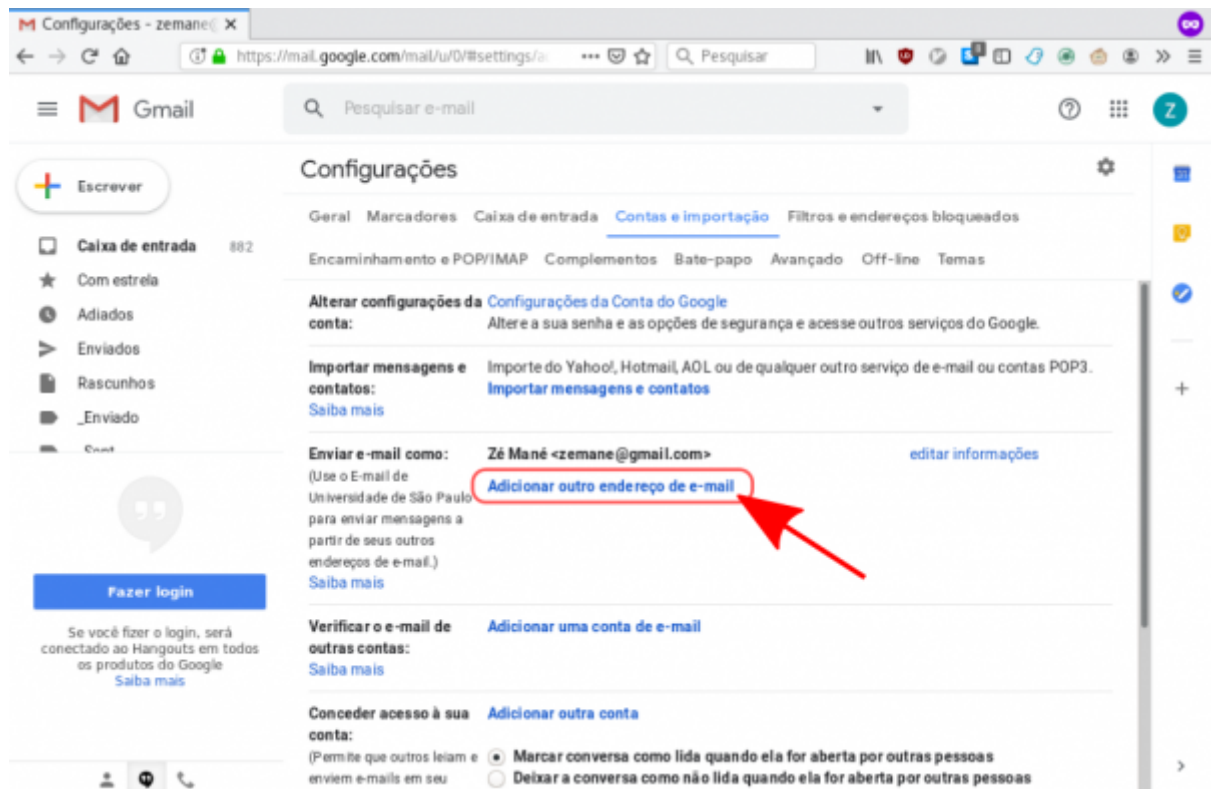 Configurações - zemane@
https://mail.google.com/mail/u/0/#settings/a
Pesquisar
Gmail
Pesquisar e-mail
Z
Configurações
Escrever
Geral Marcadores Caixa de entrada Contas e importação Filtros e endereços bloqueados
Encaminhamento e POP/IMAP Complementos Bate-papo Avançado Off-line Temas
Caixa de entrada 882
Com estrela
Adiados
Enviados
Rascunhos
_Enviado
Alterar configurações da conta:
Configurações da Conta do Google
Altere a sua senha e as opções de segurança e acesse outros serviços do Google.
Importar mensagens e
contatos:
Saiba mais
Importe do Yahoo!, Hotmail, AOL ou de qualquer outro serviço de e-mail ou contas POP3.
Importar mensagens e contatos
Enviar e-mail como:
(Use o E-mail de
Universidade de São Paulo
para enviar mensagens a
partir de seus outros
endereços de e-mail.)
Saiba mais
Zé Mané <zemane@gmail.com> editar informações
Adicionar outro endereço de e-mail
Fazer login
Se você fizer o login, será
conectado ao Hangouts em todos
os produtos do Google
Saiba mais
Verificar o e-mail de
outras contas:
Saiba mais
Adicionar uma conta de e-mail
Conceder acesso à sua
conta:
(Permite que outros leiam e
enviem e-mails em seu
Adicionar outra conta
Marcar conversa como lida quando ela for aberta por outras pessoas
Deixar a conversa como não lida quando ela for aberta por outras pessoas